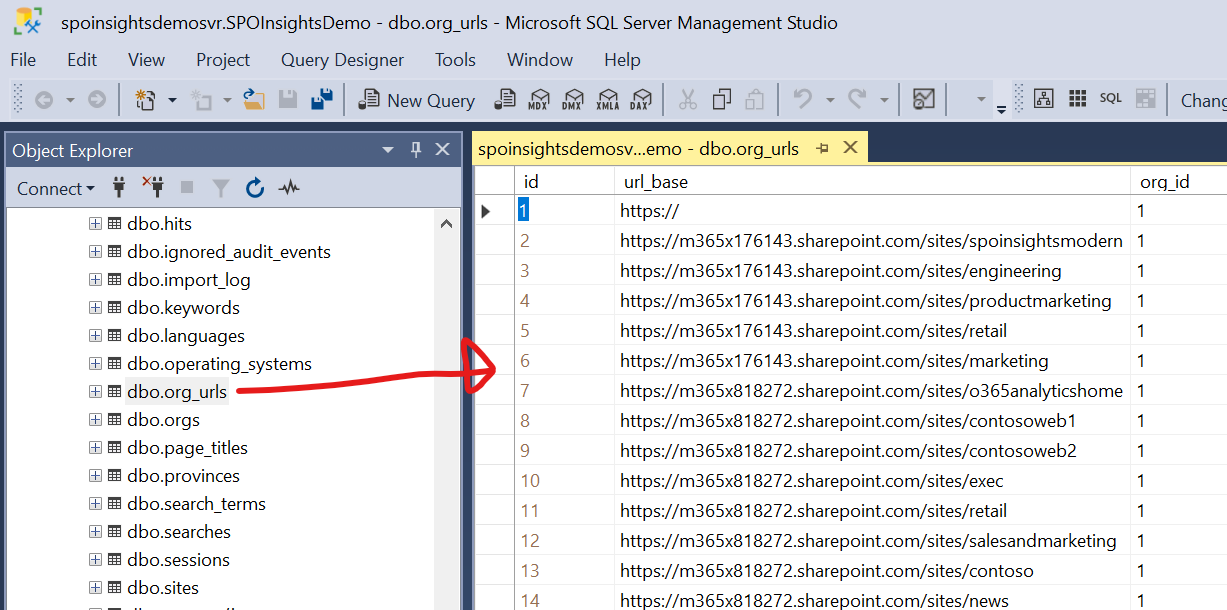 spoinsightsdemosvr.SPOInsightsDemo - dbo.org_urls - Microsoft SQL Server Management Studio
File Edit View Project Query Designer Tools Window Help
New Query MDX DMX XMLA DAX SQL Chang
Object Explorer
spoinsightsdemosv...emo - dbo.org_urls
Connect
dbo.hits
dbo.ignored_audit_events
dbo.import_log
dbo.keywords
dbo.languages
dbo.operating_systems
dbo.org_urls
dbo.orgs
dbo.page_titles
dbo.provinces
dbo.search_terms
dbo.searches
dbo.sessions
dbo.sites
id url_base org_id
1 https:// 1
2 https://m365x176143.sharepoint.com/sites/spoinsightsmodern 1
3 https://m365x176143.sharepoint.com/sites/engineering 1
4 https://m365x176143.sharepoint.com/sites/productmarketing 1
5 https://m365x176143.sharepoint.com/sites/retail 1
6 https://m365x176143.sharepoint.com/sites/marketing 1
7 https://m365x818272.sharepoint.com/sites/o365analyticshome 1
8 https://m365x818272.sharepoint.com/sites/contosoweb1 1
9 https://m365x818272.sharepoint.com/sites/contosoweb2 1
10 https://m365x818272.sharepoint.com/sites/exec 1
11 https://m365x818272.sharepoint.com/sites/retail 1
12 https://m365x818272.sharepoint.com/sites/salesandmarketing 1
13 https://m365x818272.sharepoint.com/sites/contoso 1
14 https://m365x818272.sharepoint.com/sites/news 1